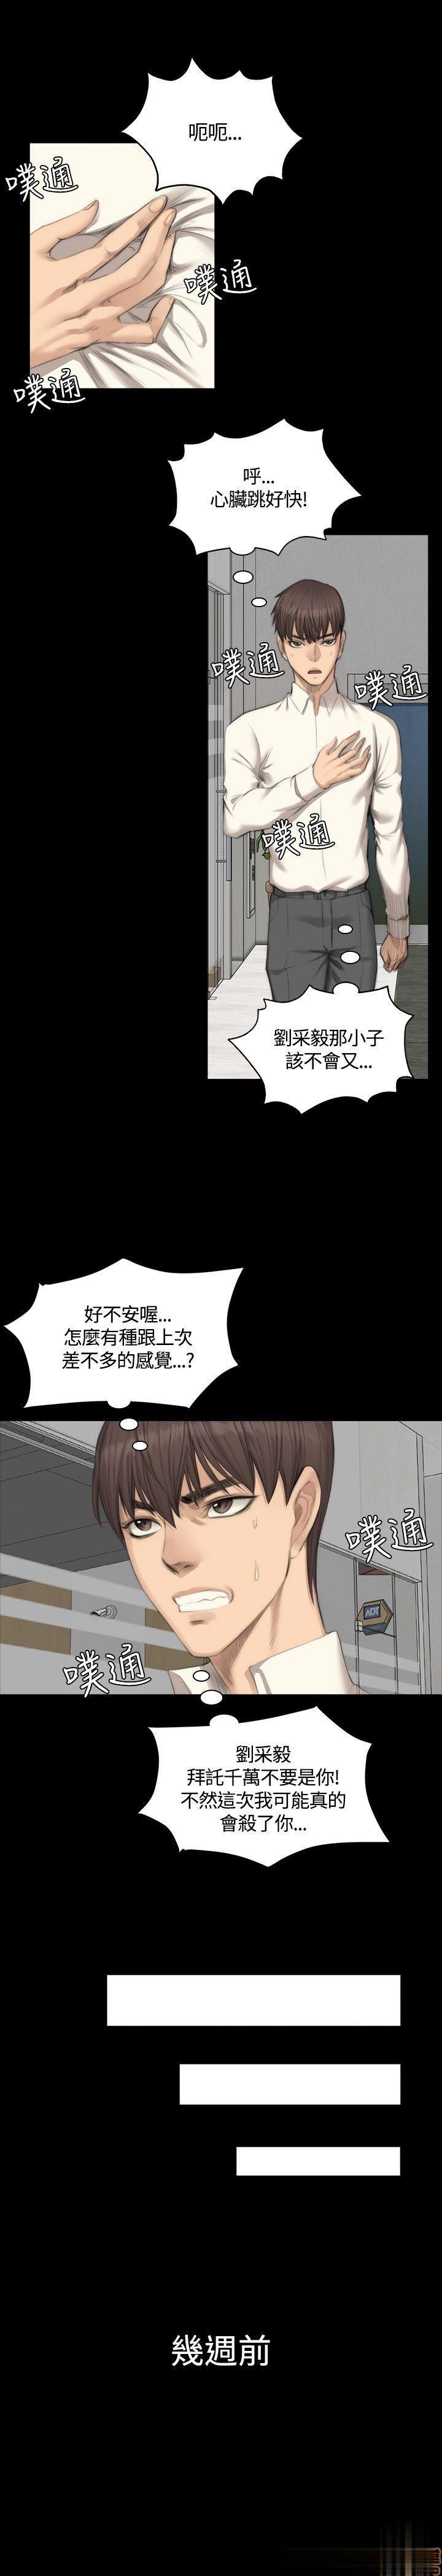 呃呃...
噗通
噗通
噗通
呼...
心臟跳好快!
噗通
噗通
噗通
劉采毅那小子
該不會又...
好不安喔...
怎麼有種跟上次
差不多的感覺...?
噗通
ADT
噗通
劉采毅
拜託千萬不要是你!
不然這次我可能真的
會殺了你...
幾週前